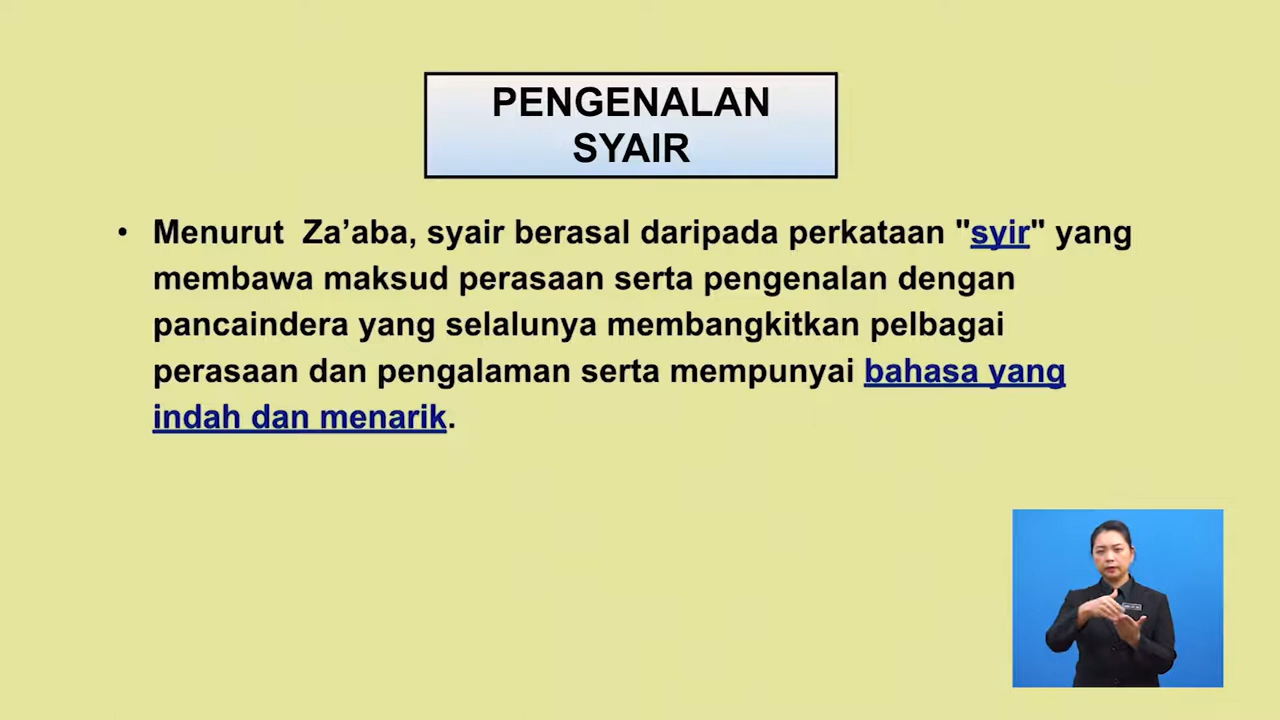 PENGENALAN
SYAIR
• Menurut  Za’aba, syair berasal daripada perkataan "syir" yang
membawa maksud perasaan serta pengenalan dengan
pancaindera yang selalunya membangkitkan pelbagai
perasaan dan pengalaman serta mempunyai bahasa yang
indah dan menarik.